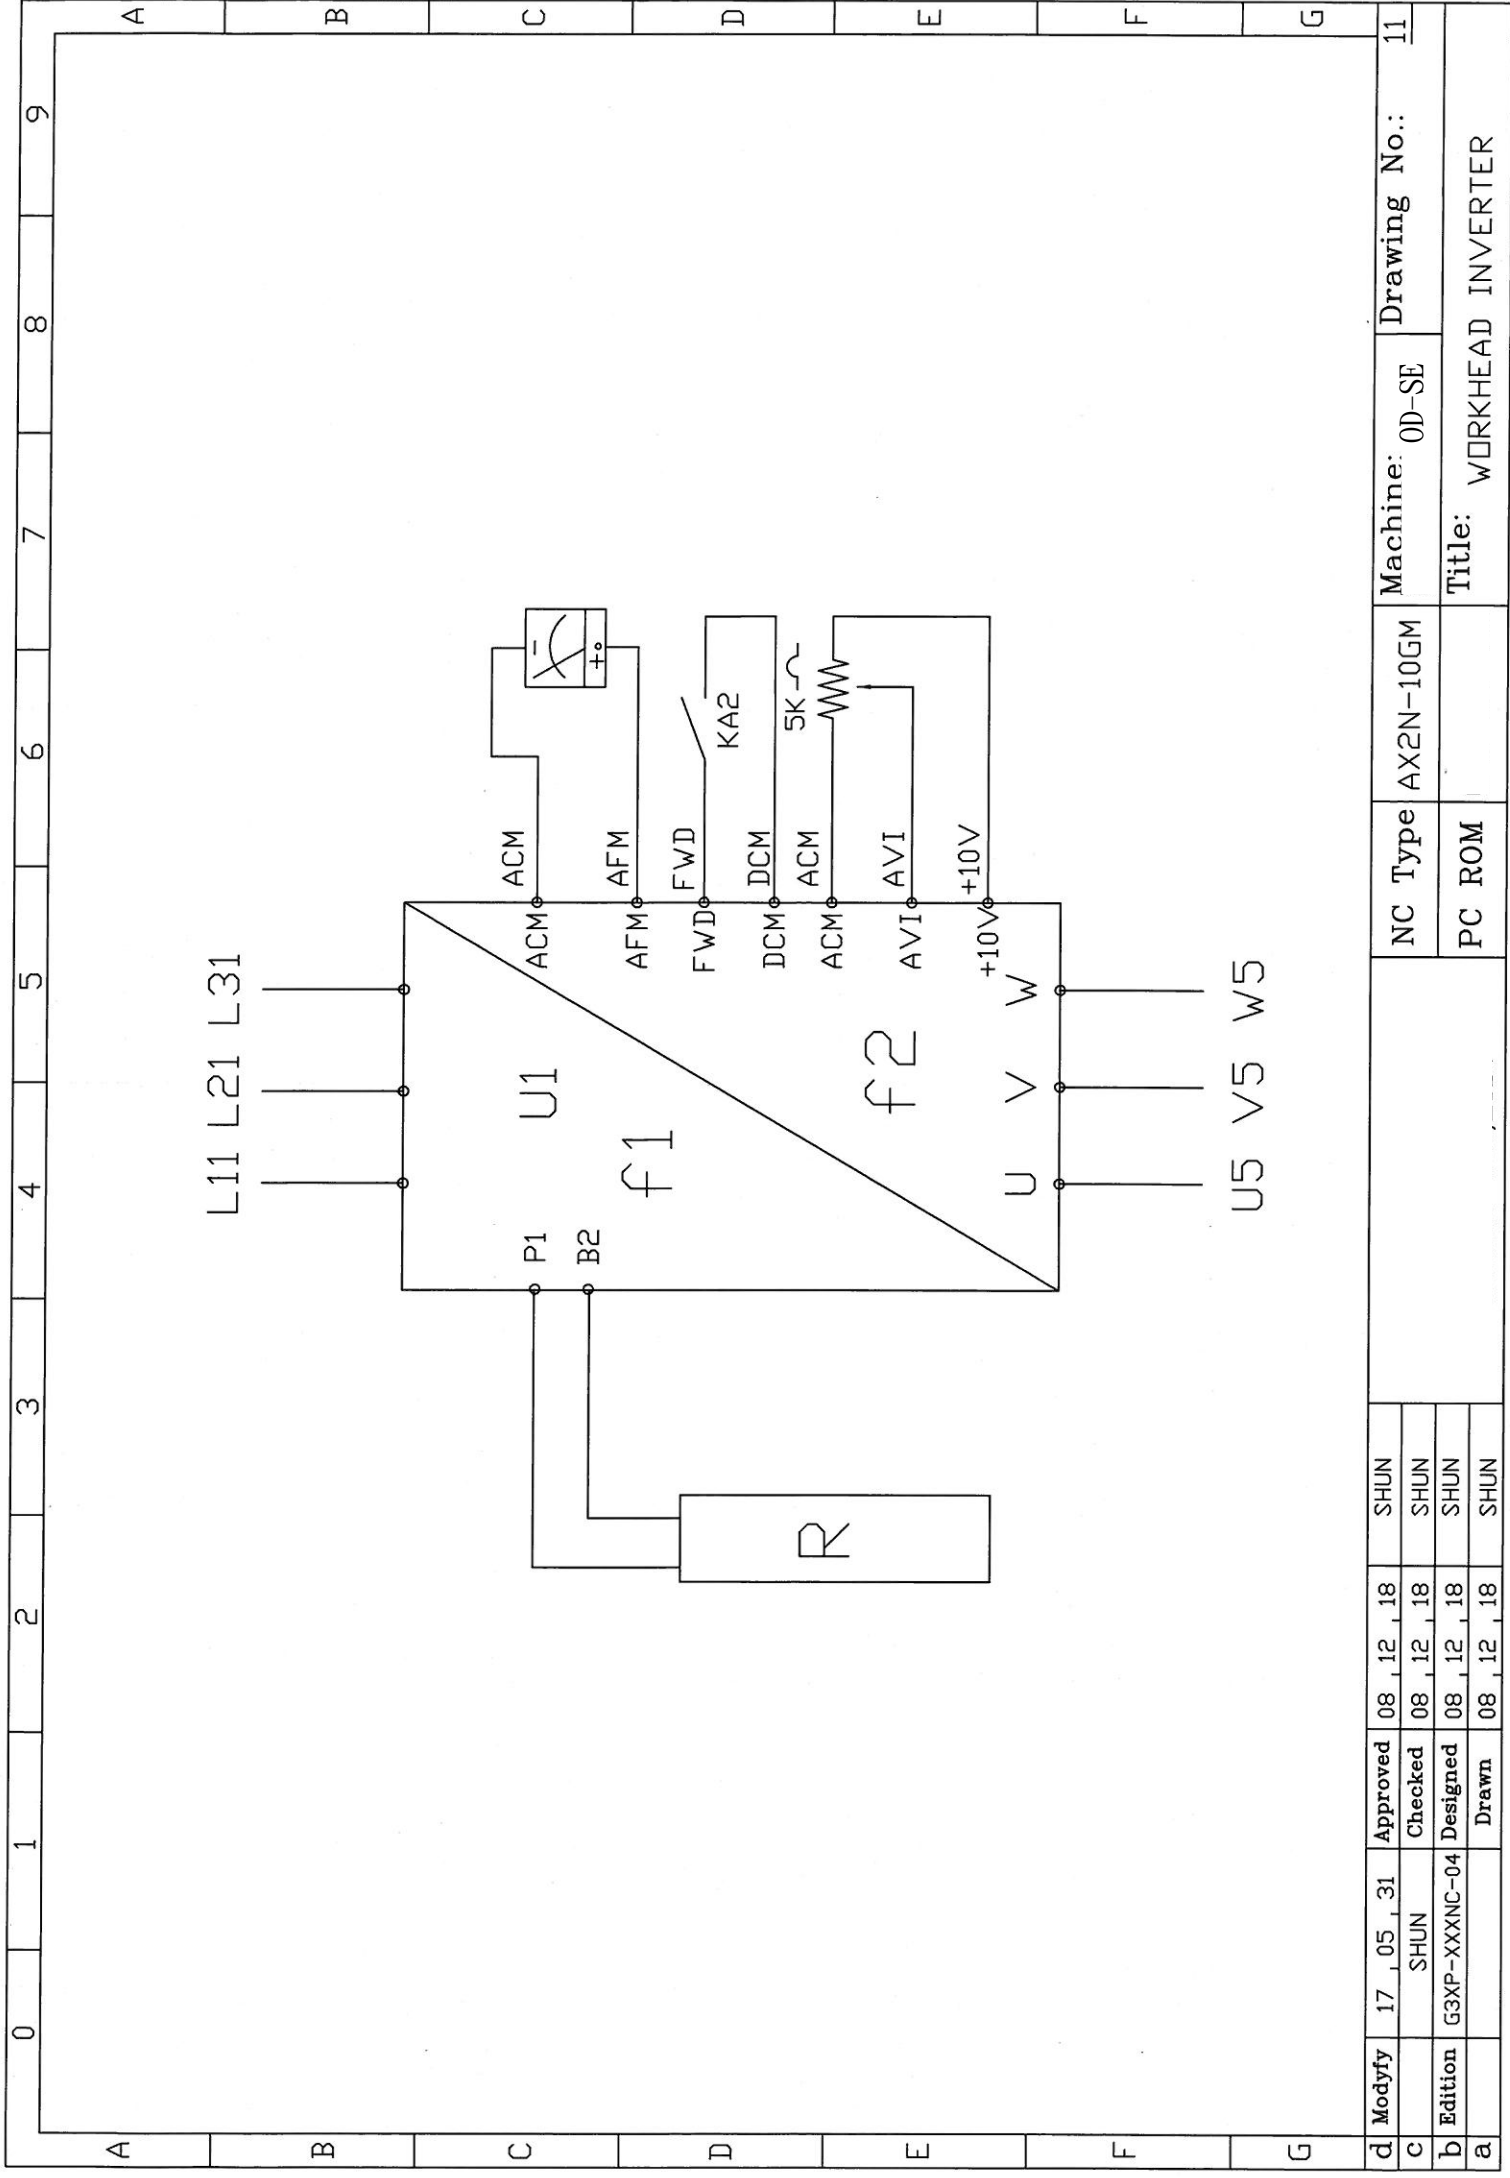 0 1 2 3 4 5 6 7 8 9
A A
B B
C C
D D
E E
F F
G G
L11 L21 L31
U1
f1
f2
P1
B2
ACM ACM
AFM AFM
FWD FWD
DCM DCM
ACM ACM
AVI AVI
+10V +10V
- 
+
KA2
5K
R
U V W
U5 V5 W5
d Modyfy 17 , 05 , 31 Approved 08 , 12 , 18 SHUN
c SHUN Checked 08 , 12 , 18 SHUN
b Edition G3XP-XXXNC-04 Designed 08 , 12 , 18 SHUN
a Drawn 08 , 12 , 18 SHUN
NC Type AX2N-10GM
PC ROM
Machine: OD-SE
Drawing No.: 11
Title: WORKHEAD INVERTER